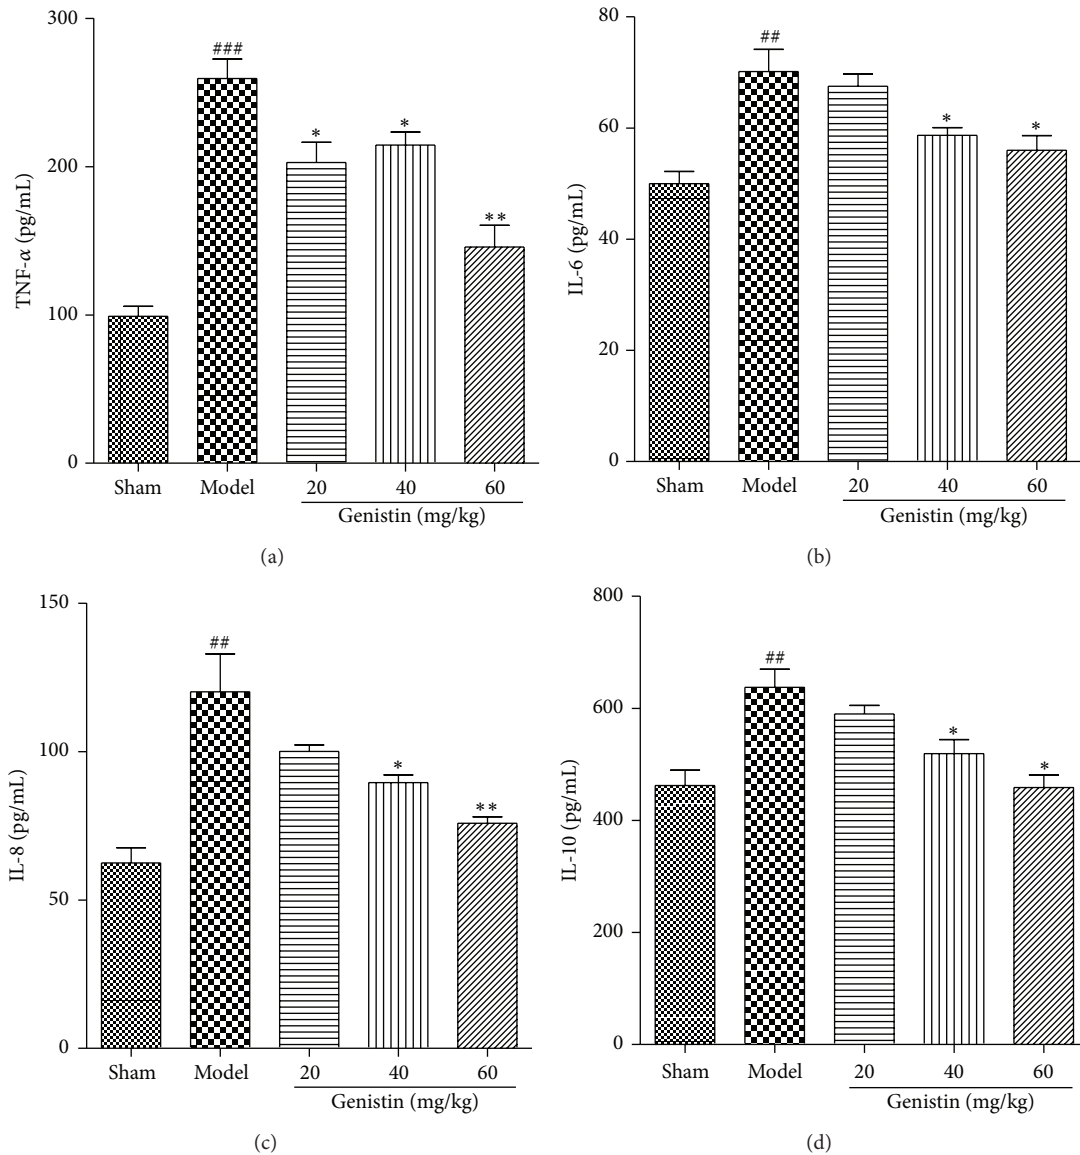 300
200
100
0
TNF-α (pg/mL)
###
*
*
**
Sham Model 20 40 60
Genistin (mg/kg)
(a)
80
60
40
20
0
IL-6 (pg/mL)
##
*
*
Sham Model 20 40 60
Genistin (mg/kg)
(b)
150
100
50
0
IL-8 (pg/mL)
##
*
**
Sham Model 20 40 60
Genistin (mg/kg)
(c)
800
600
400
200
0
IL-10 (pg/mL)
##
*
*
Sham Model 20 40 60
Genistin (mg/kg)
(d)